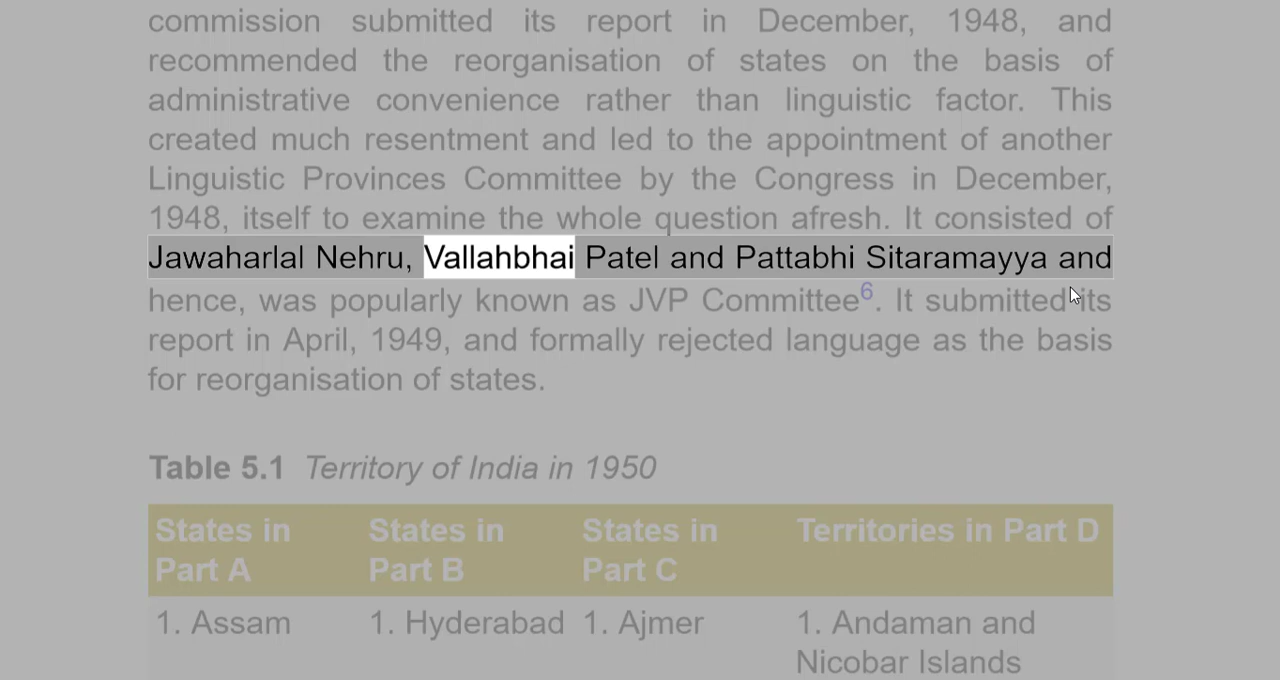 commission submitted its report in December, 1948, and
recommended the reorganisation of states on the basis of
administrative convenience rather than linguistic factor. This
created much resentment and led to the appointment of another
Linguistic Provinces Committee by the Congress in December,
1948, itself to examine the whole question afresh. It consisted of
Jawaharlal Nehru, Vallahbhai Patel and Pattabhi Sitaramayya and
hence, was popularly known as JVP Committee6. It submitted its
report in April, 1949, and formally rejected language as the basis
for reorganisation of states.
Table 5.1 Territory of India in 1950
States in Part A States in Part B States in Part C Territories in Part D
1. Assam 1. Hyderabad 1. Ajmer 1. Andaman and Nicobar Islands